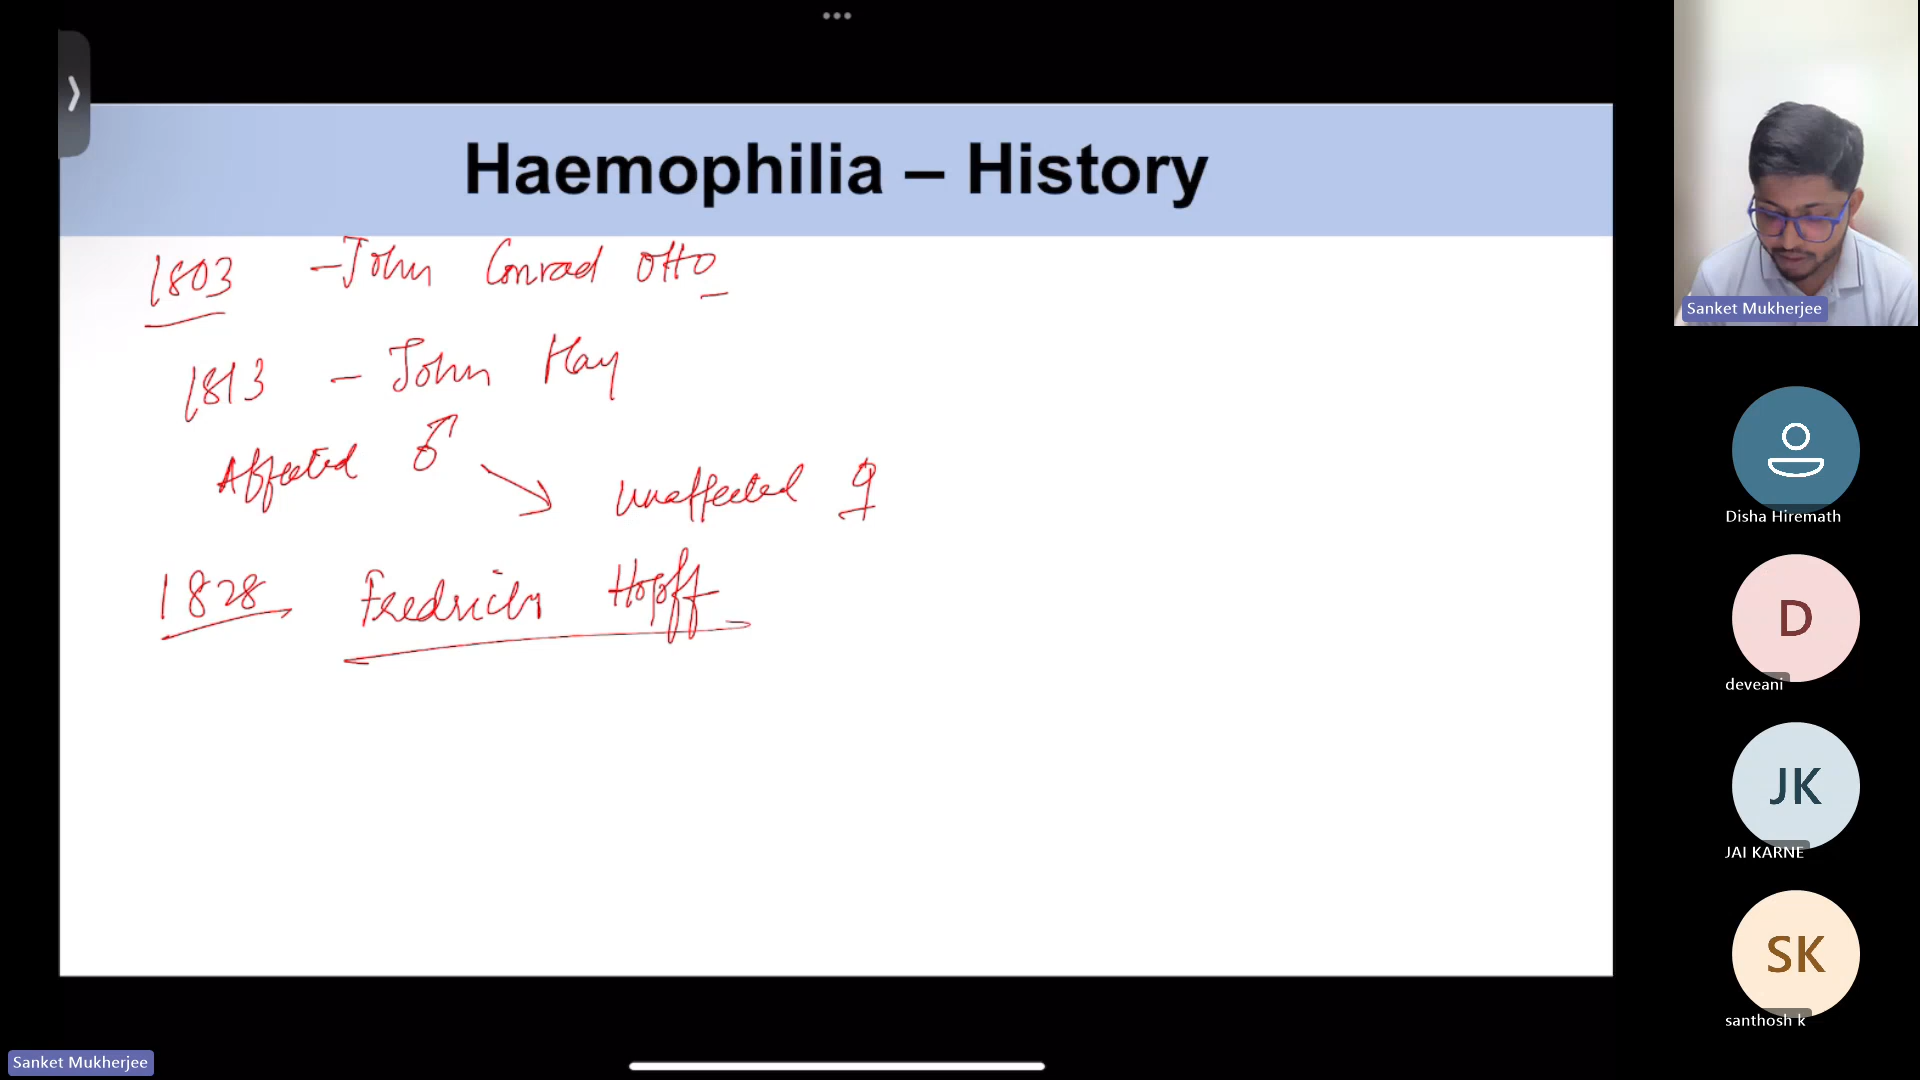 Haemophilia – History
1803 – John Conrad Otto
1813 – John Hay
Affected ♂ → unaffected ♀
1828 Fredrich Hopff
Sanket Mukherjee
Disha Hiremath
D
deveani
JK
JAI KARNE
SK
santhosh k
Sanket Mukherjee